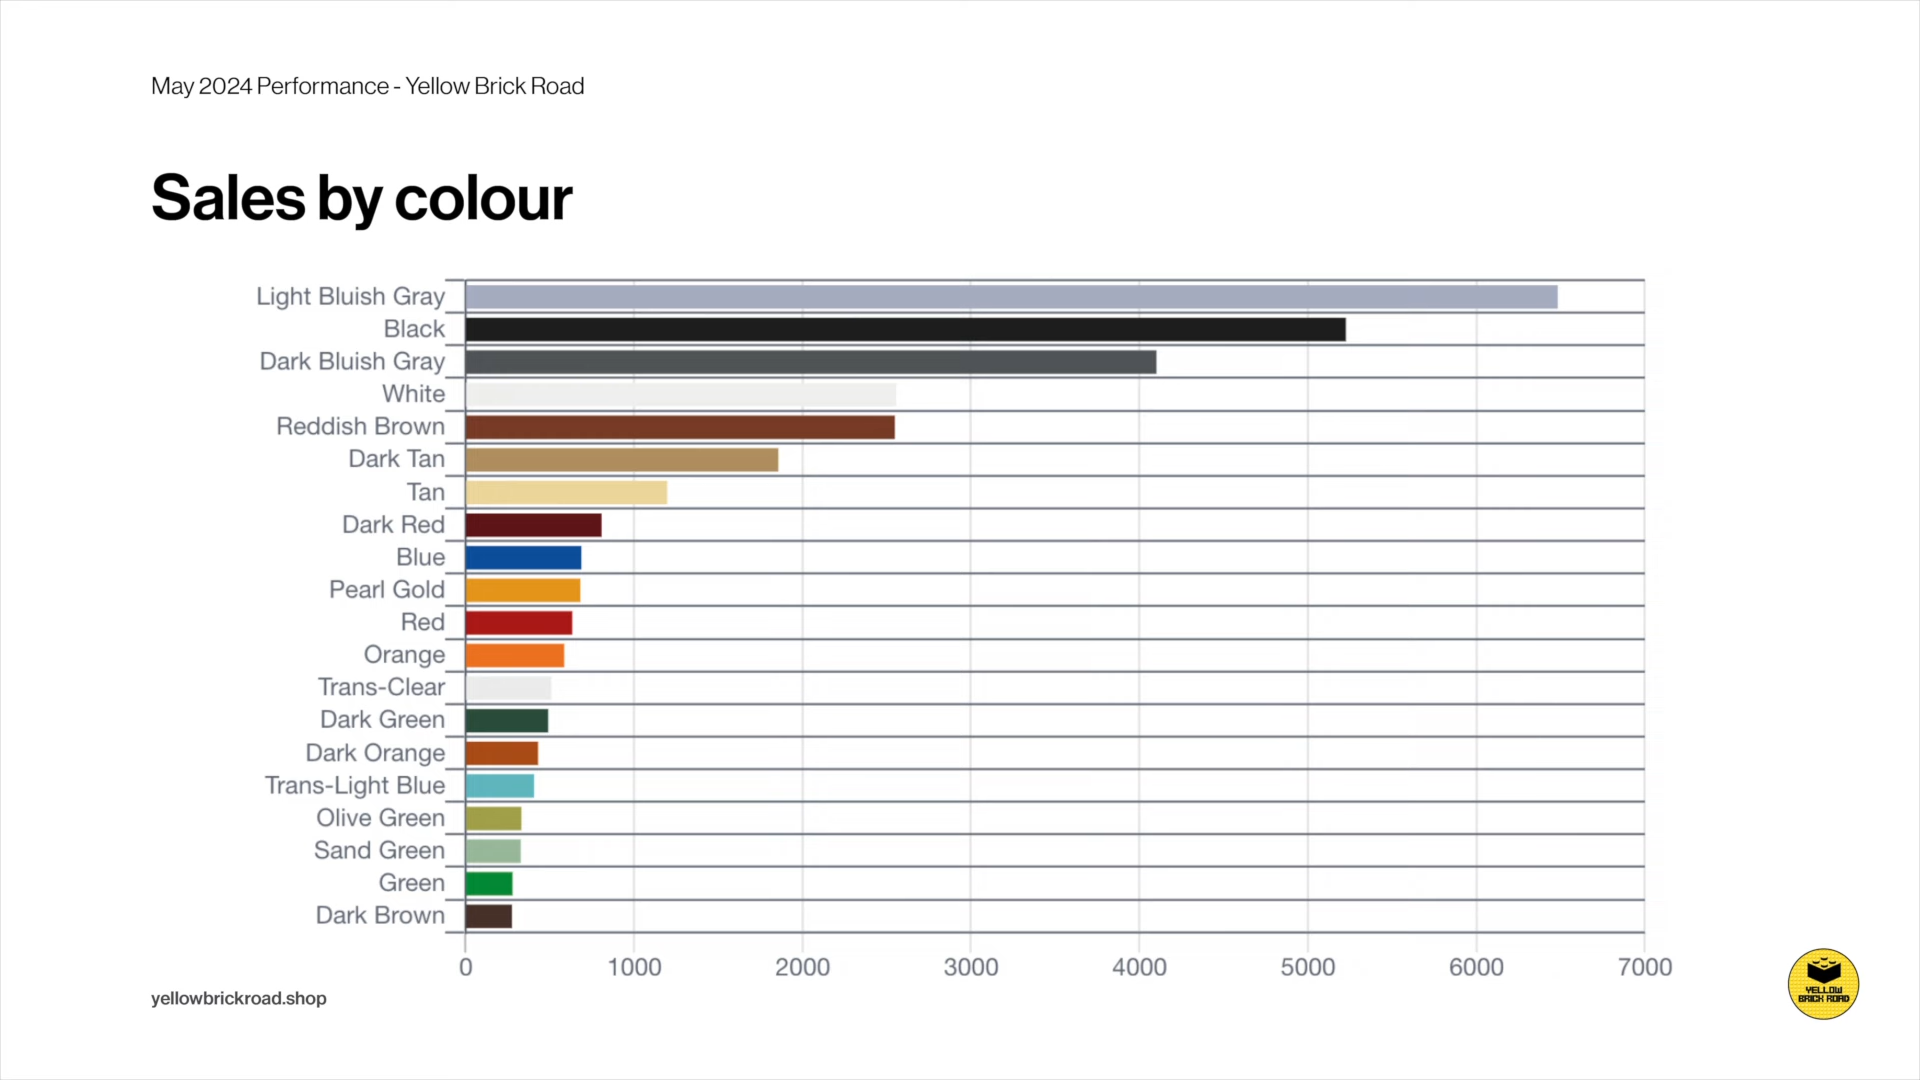 May 2024 Performance - Yellow Brick Road
Sales by colour
Light Bluish Gray
Black
Dark Bluish Gray
White
Reddish Brown
Dark Tan
Tan
Dark Red
Blue
Pearl Gold
Red
Orange
Trans-Clear
Dark Green
Dark Orange
Trans-Light Blue
Olive Green
Sand Green
Green
Dark Brown
0 1000 2000 3000 4000 5000 6000 7000
yellowbrickroad.shop
YELLOW
BRICK ROAD